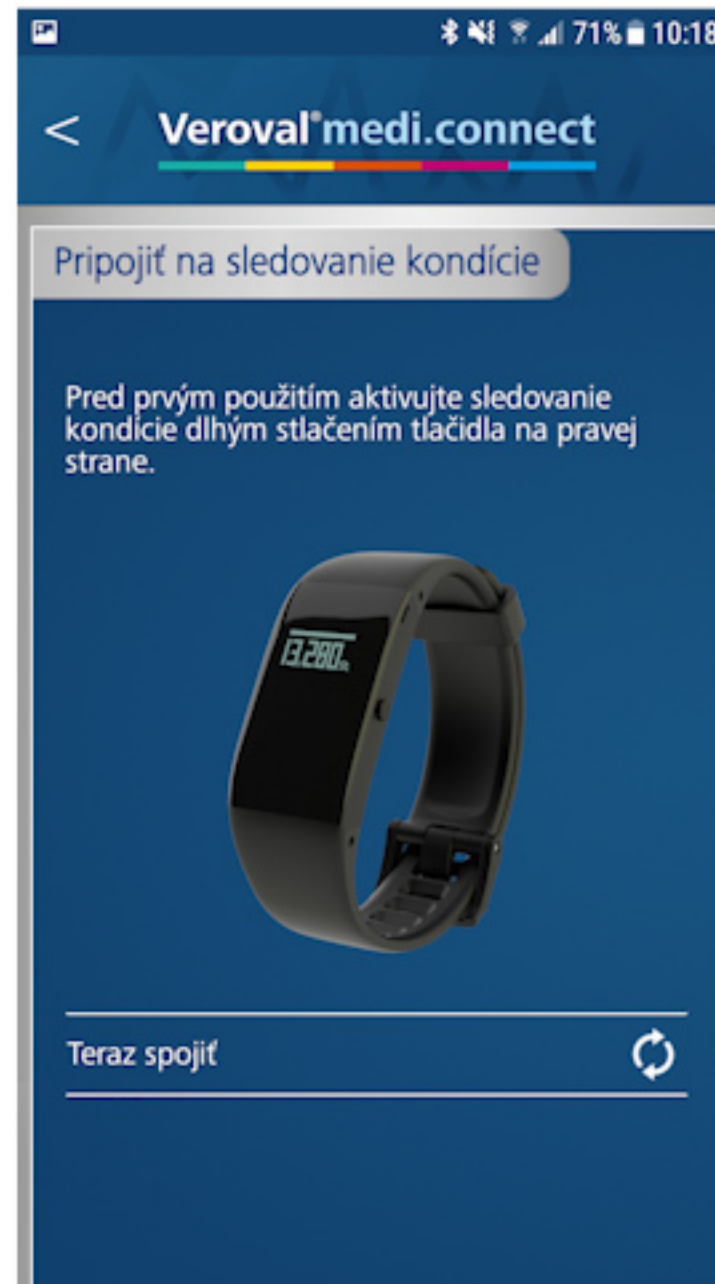 71% 10:18
< Veroval®medi.connect
Pripojiť na sledovanie kondície
Pred prvým použitím aktivujte sledovanie
kondície dlhým stlačením tlačidla na pravej
strane.
13.280
Teraz spojiť